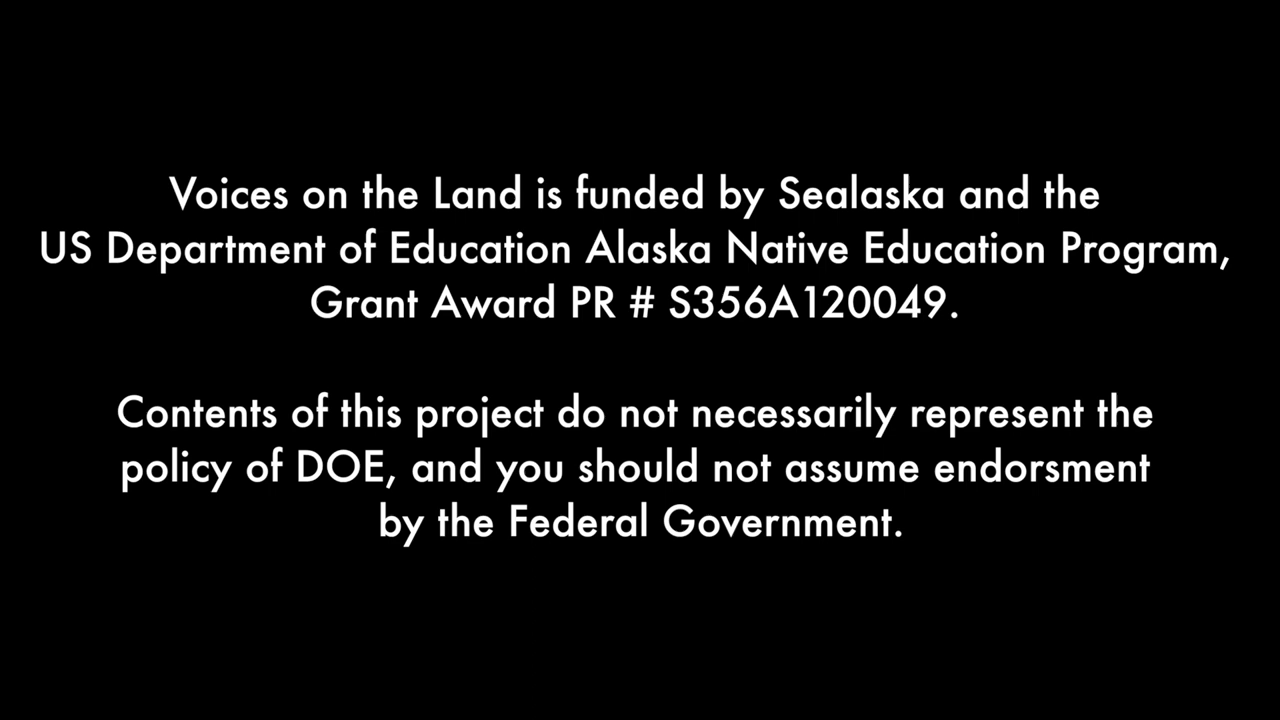 Voices on the Land is funded by Sealaska and the
US Department of Education Alaska Native Education Program,
Grant Award PR # S356A120049.
Contents of this project do not necessarily represent the
policy of DOE, and you should not assume endorsment
by the Federal Government.